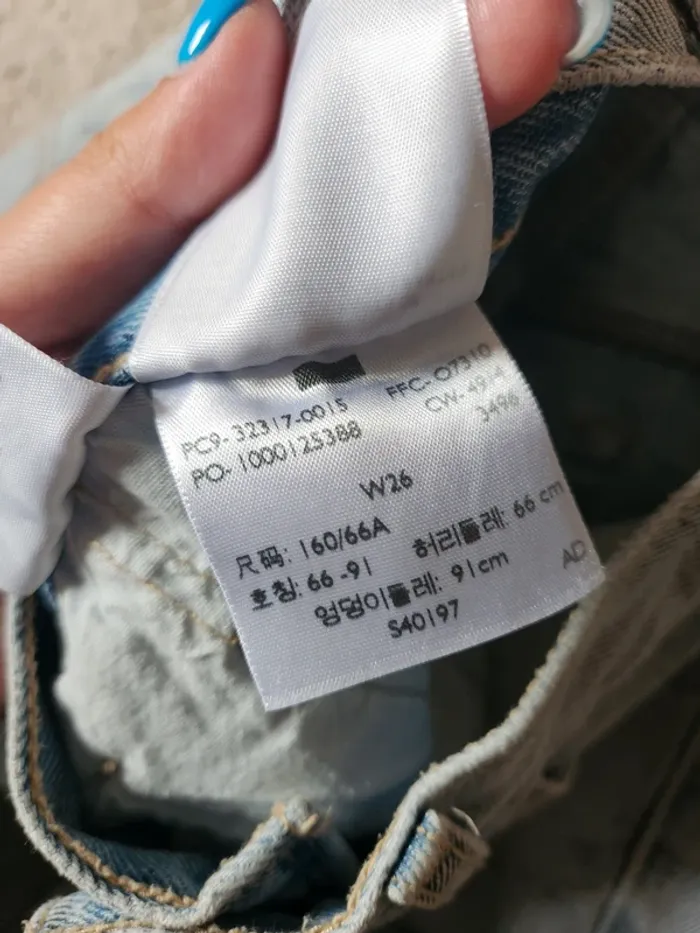 PC9- 32317-0015
PO- 1000125388
FFC- 07310
CW- 4914
3496
W26
尺码: 160/66A
호칭: 66 -91
허리둘레: 66 cm
엉덩이둘레: 91cm
S40197
AD